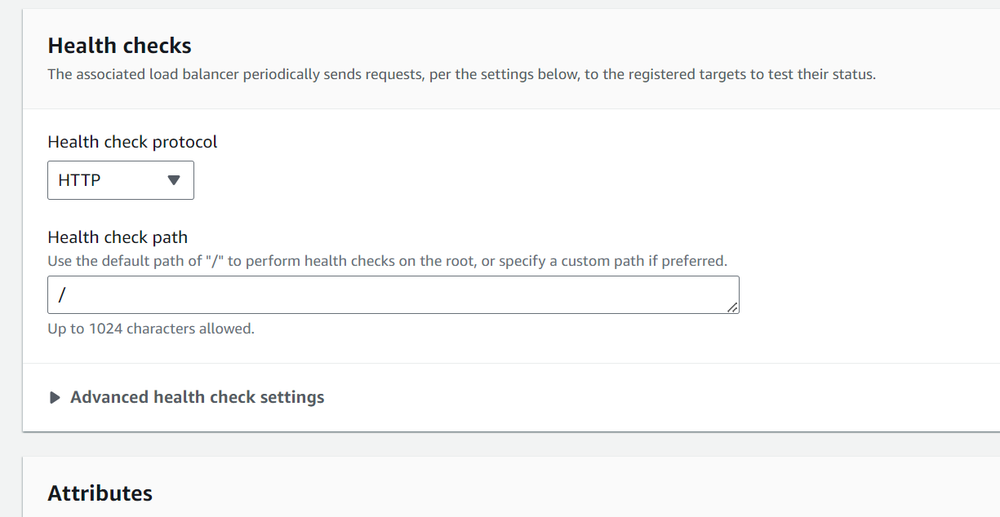 Health checks
The associated load balancer periodically sends requests, per the settings below, to the registered targets to test their status.
Health check protocol
HTTP
Health check path
Use the default path of "/" to perform health checks on the root, or specify a custom path if preferred.
/
Up to 1024 characters allowed.
Advanced health check settings
Attributes